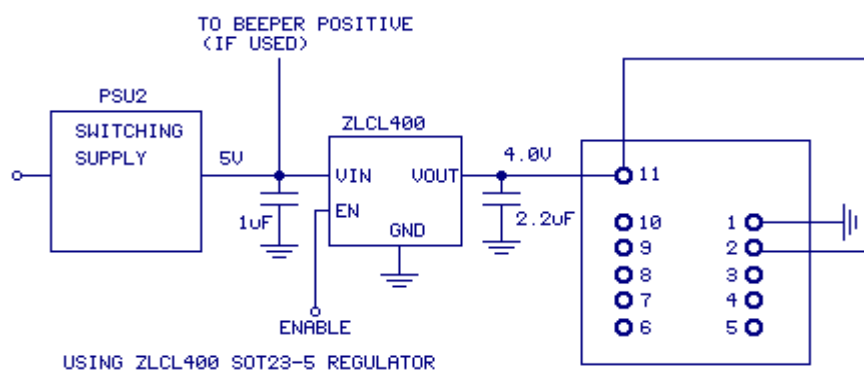 TO BEEPER POSITIVE
(IF USED)
PSU2
SWITCHING
SUPPLY
5V
ZLCL400
VIN
VOUT
EN
GND
1uF
4.0V
2.2uF
ENABLE
11
10
1
9
2
8
3
7
4
6
5
USING ZLCL400 SOT23-5 REGULATOR